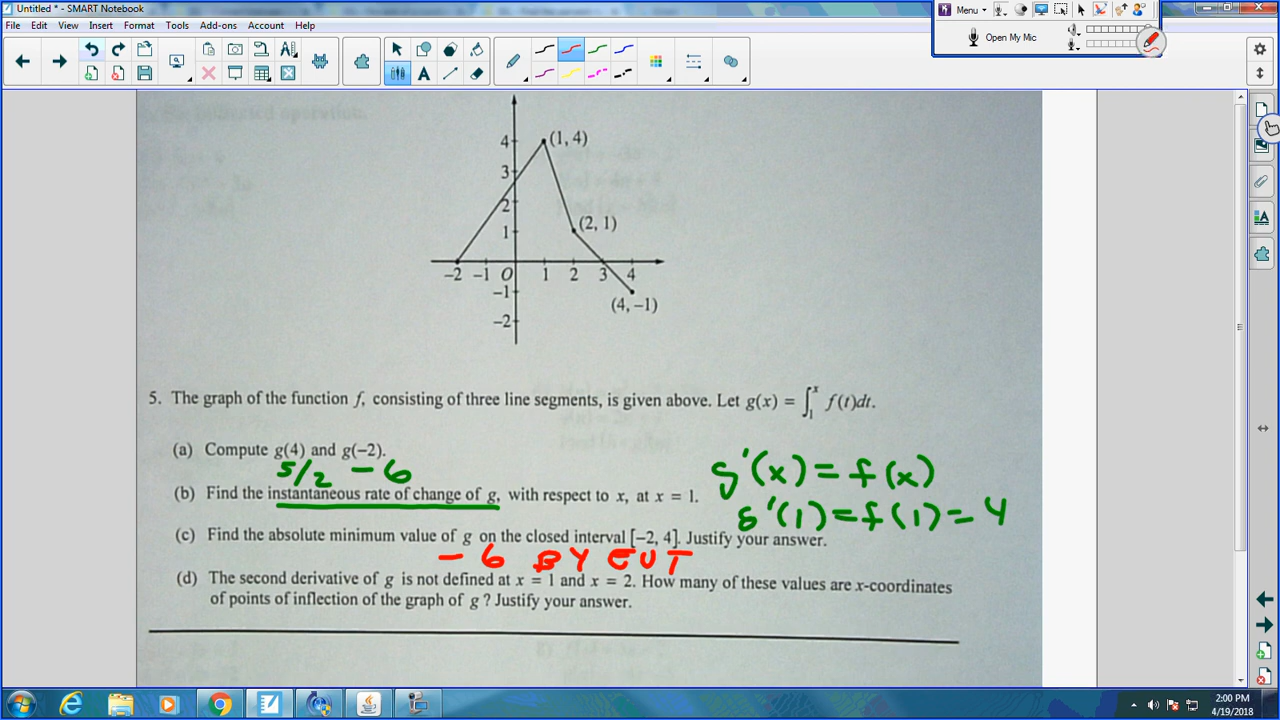 Untitled * - SMART Notebook
Menu
File Edit View Insert Format Tools Add-ons Account Help
Open My Mic
4
(1, 4)
3
2
(2, 1)
1
−2 −1 O 1 2 3 4
−1
(4, −1)
−2
5. The graph of the function f, consisting of three line segments, is given above. Let g(x) = ∫₁ˣ f(t)dt.
(a) Compute g(4) and g(−2).
5/2 − 6
g'(x) = f(x)
(b) Find the instantaneous rate of change of g, with respect to x, at x = 1.
g'(1) = f(1) = 4
(c) Find the absolute minimum value of g on the closed interval [−2, 4]. Justify your answer.
− 6 BY EVT
(d) The second derivative of g is not defined at x = 1 and x = 2. How many of these values are x-coordinates
of points of inflection of the graph of g ? Justify your answer.
2:00 PM
4/19/2018